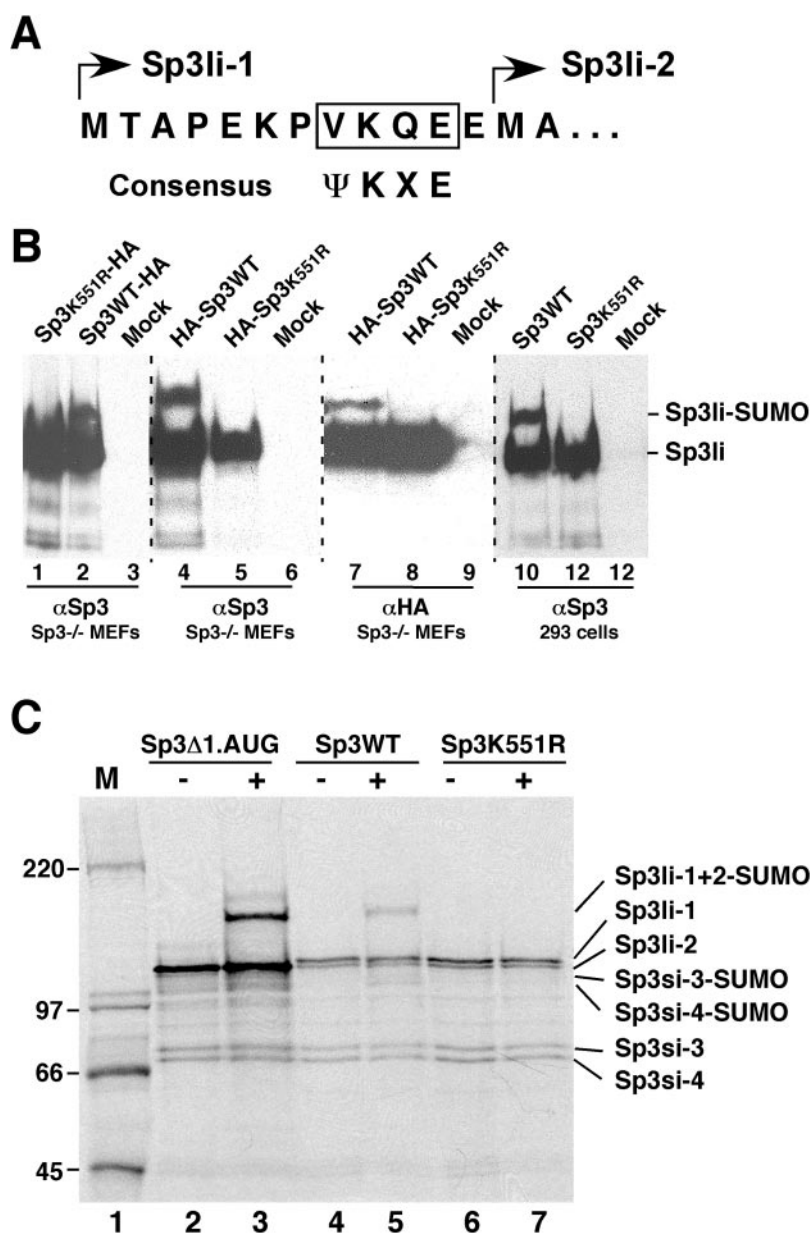 A
Sp3li-1 Sp3li-2
M T A P E K P V K Q E E M A . . .
Consensus Ψ K X E
B
Sp3K551R-HA Sp3WT-HA Mock HA-Sp3WT HA-Sp3K551R Mock HA-Sp3WT HA-Sp3K551R Mock Sp3WT Sp3K551R Mock
Sp3li-SUMO
Sp3li
1 2 3 4 5 6 7 8 9 10 12 12
αSp3 αSp3 αHA αSp3
Sp3-/- MEFs Sp3-/- MEFs Sp3-/- MEFs 293 cells
C
Sp3Δ1.AUG Sp3WT Sp3K551R
M - + - + - +
220
Sp3li-1+2-SUMO
Sp3li-1
Sp3li-2
Sp3si-3-SUMO
97
Sp3si-4-SUMO
Sp3si-3
66
Sp3si-4
45
1 2 3 4 5 6 7